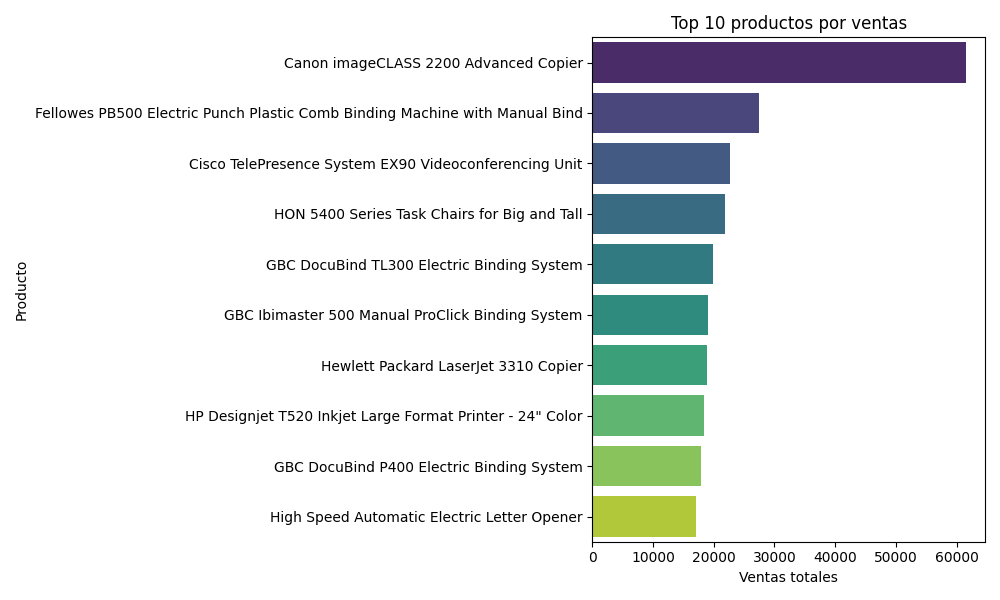 Top 10 productos por ventas
Canon imageCLASS 2200 Advanced Copier
Fellowes PB500 Electric Punch Plastic Comb Binding Machine with Manual Bind
Cisco TelePresence System EX90 Videoconferencing Unit
HON 5400 Series Task Chairs for Big and Tall
GBC DocuBind TL300 Electric Binding System
GBC Ibimaster 500 Manual ProClick Binding System
Hewlett Packard LaserJet 3310 Copier
HP Designjet T520 Inkjet Large Format Printer - 24" Color
GBC DocuBind P400 Electric Binding System
High Speed Automatic Electric Letter Opener
Producto
0 10000 20000 30000 40000 50000 60000
Ventas totales